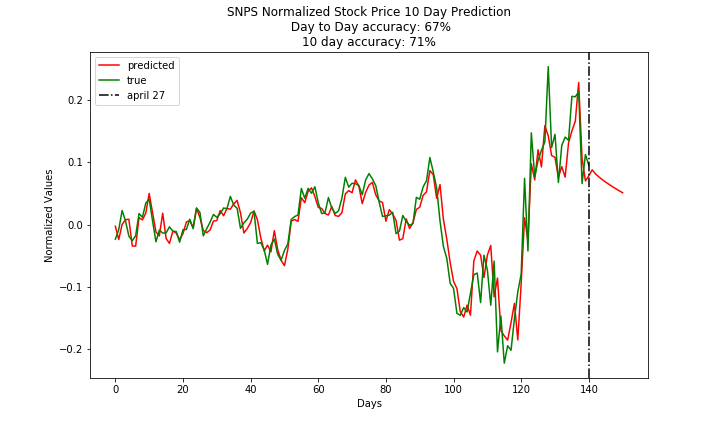 SNPS Normalized Stock Price 10 Day Prediction
Day to Day accuracy: 67%
10 day accuracy: 71%
predicted
true
april 27
Normalized Values
0.2
0.1
0.0
−0.1
−0.2
0 20 40 60 80 100 120 140
Days